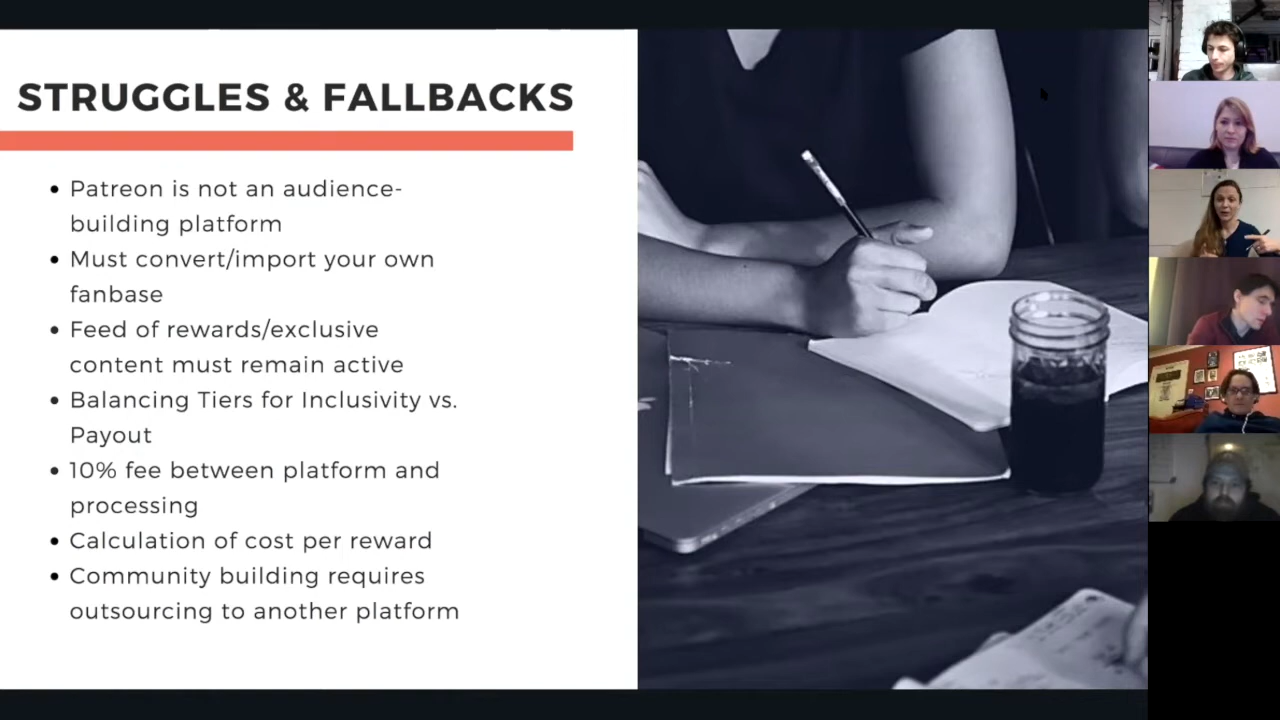 STRUGGLES & FALLBACKS
• Patreon is not an audience-
building platform
• Must convert/import your own
fanbase
• Feed of rewards/exclusive
content must remain active
• Balancing Tiers for Inclusivity vs.
Payout
• 10% fee between platform and
processing
• Calculation of cost per reward
• Community building requires
outsourcing to another platform